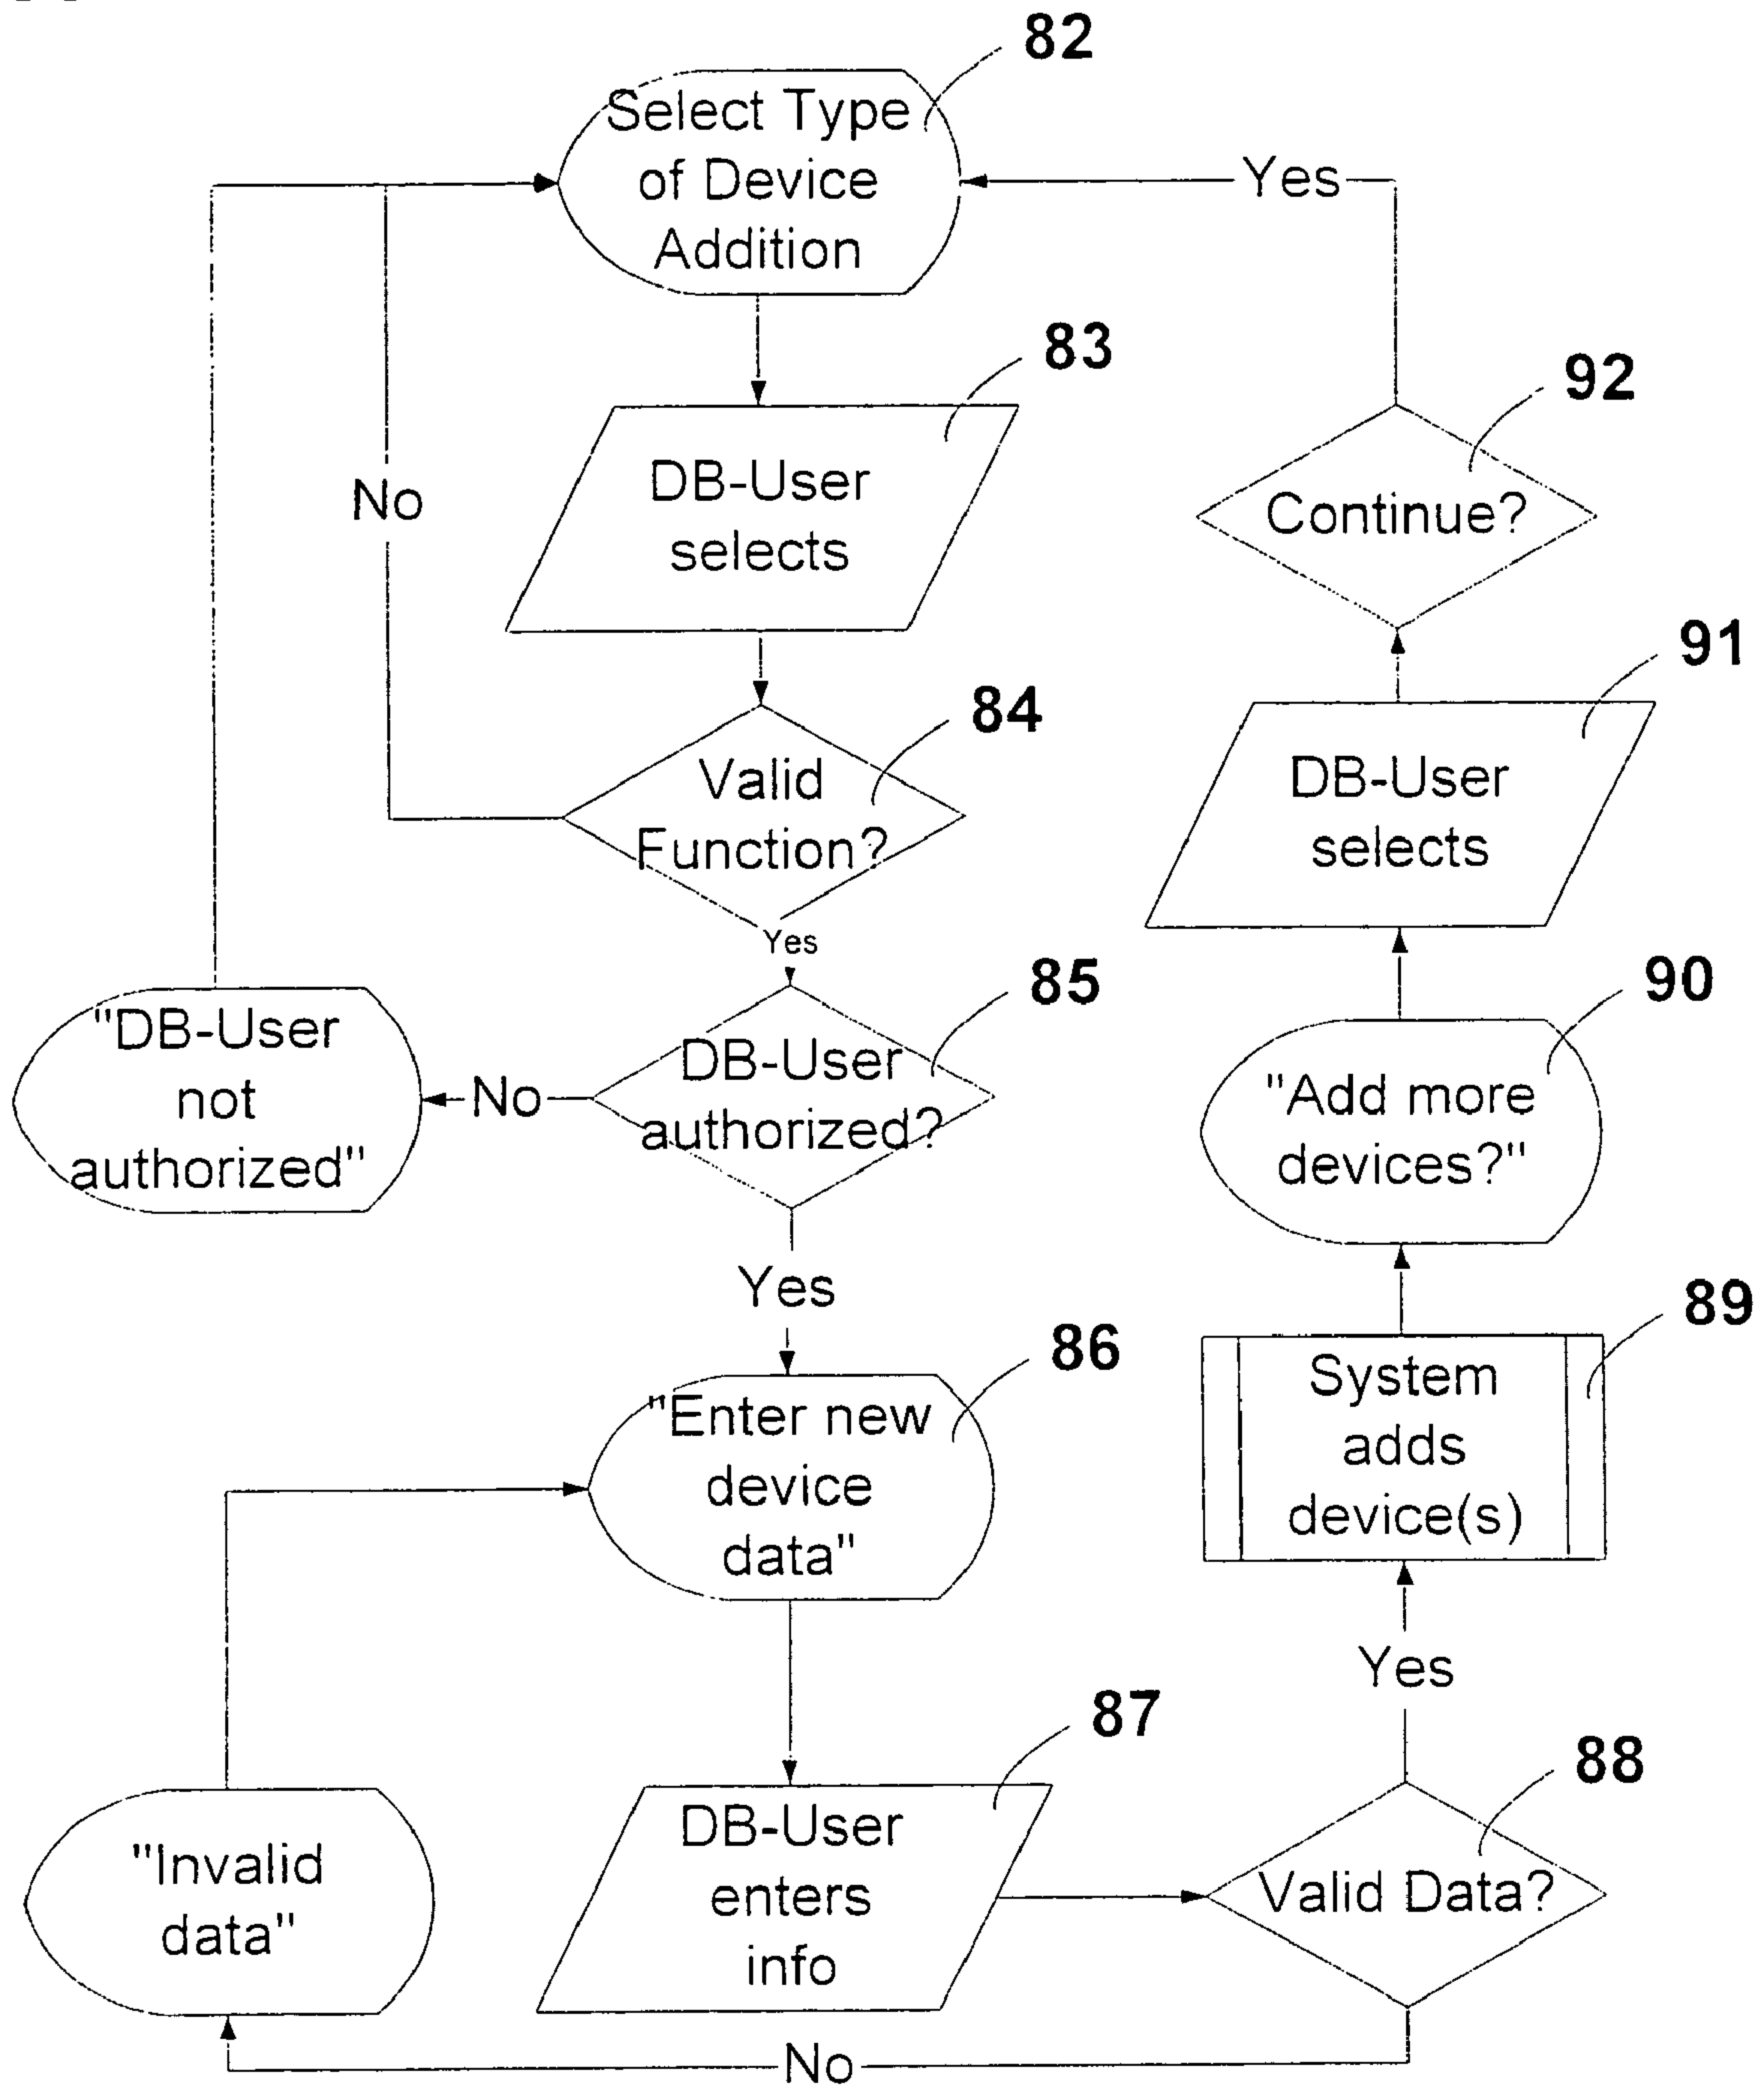 82
Select Type
of Device
Addition
Yes
83
DB-User
selects
92
Continue?
No
84
Valid
Function?
Yes
91
DB-User
selects
85
DB-User
authorized?
No
"DB-User
not
authorized"
90
"Add more
devices?"
Yes
86
"Enter new
device
data"
89
System
adds
device(s)
Yes
87
DB-User
enters
info
88
Valid Data?
"Invalid
data"
No